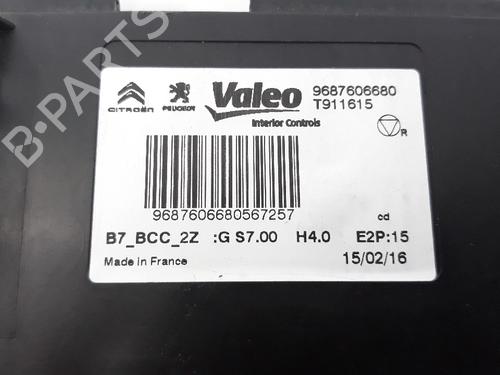 B-PARTS
CITROËN PEUGEOT Valeo 9687606680
T911615
Interior Controls
R
9687606680567257
cd
B7_BCC_2Z :G S7.00 H4.0 E2P:15
Made in France 15/02/16